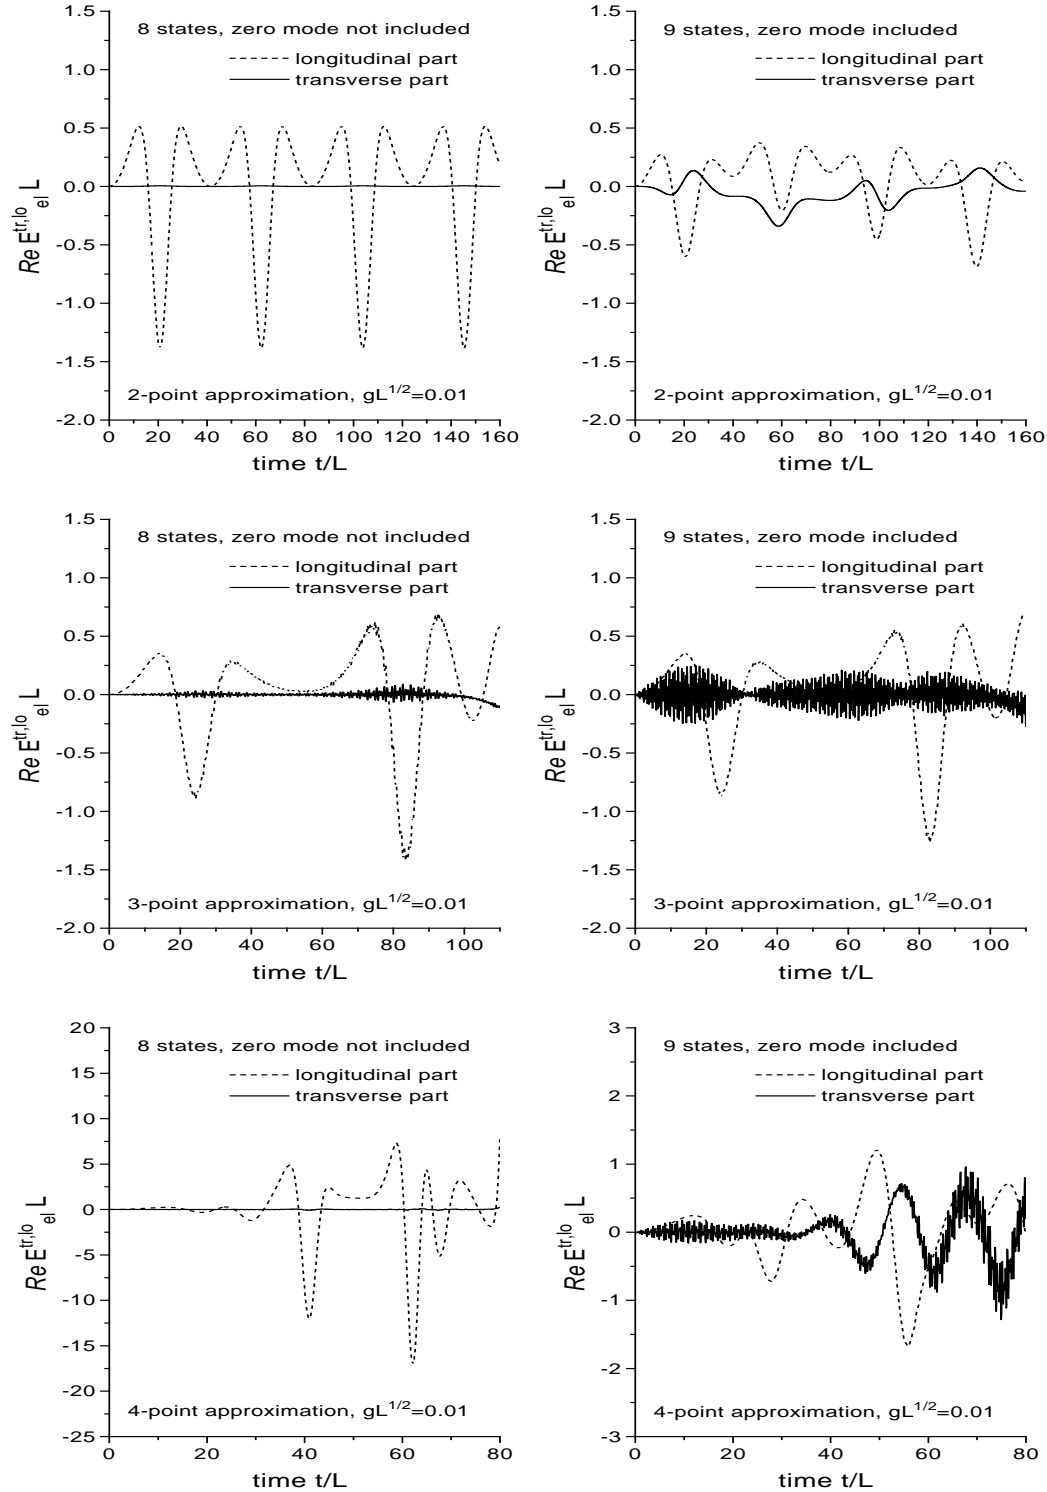 8 states, zero mode not included
longitudinal part
transverse part
1.5
1.0
0.5
0.0
-0.5
-1.0
-1.5
-2.0
Re E^{tr,lo}_{el} L
2-point approximation, gL^{1/2}=0.01
0 20 40 60 80 100 120 140 160
time t/L
9 states, zero mode included
longitudinal part
transverse part
1.5
1.0
0.5
0.0
-0.5
-1.0
-1.5
-2.0
Re E^{tr,lo}_{el} L
2-point approximation, gL^{1/2}=0.01
0 20 40 60 80 100 120 140 160
time t/L
8 states, zero mode not included
longitudinal part
transverse part
1.5
1.0
0.5
0.0
-0.5
-1.0
-1.5
-2.0
Re E^{tr,lo}_{el} L
3-point approximation, gL^{1/2}=0.01
0 20 40 60 80 100
time t/L
9 states, zero mode included
longitudinal part
transverse part
1.5
1.0
0.5
0.0
-0.5
-1.0
-1.5
-2.0
Re E^{tr,lo}_{el} L
3-point approximation, gL^{1/2}=0.01
0 20 40 60 80 100
time t/L
8 states, zero mode not included
longitudinal part
transverse part
20
15
10
5
0
-5
-10
-15
-20
-25
Re E^{tr,lo}_{el} L
4-point approximation, gL^{1/2}=0.01
0 20 40 60 80
time t/L
9 states, zero mode included
longitudinal part
transverse part
3
2
1
0
-1
-2
-3
Re E^{tr,lo}_{el} L
4-point approximation, gL^{1/2}=0.01
0 20 40 60 80
time t/L